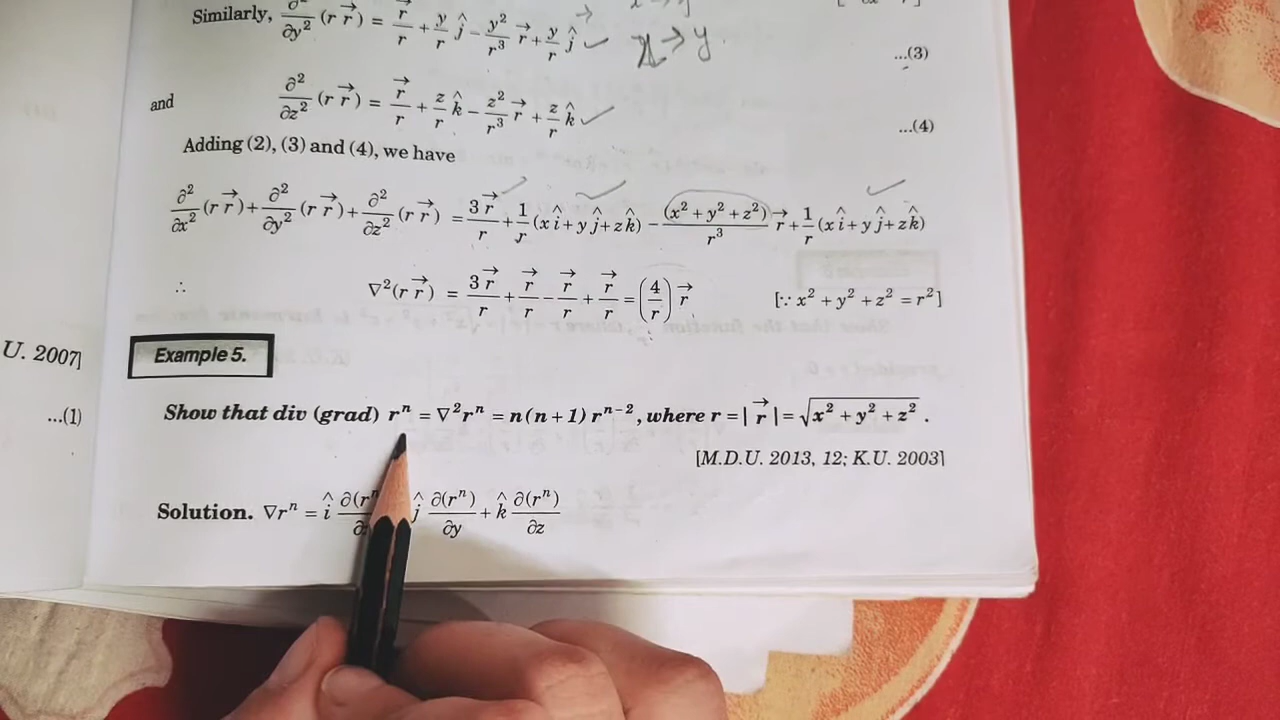 Similarly, ∂²/∂y² (r r⃗) = r⃗/r + y/r ĵ − y²/r³ r⃗ + y/r ĵ
x → y
...(3)
and ∂²/∂z² (r r⃗) = r⃗/r + z/r k̂ − z²/r³ r⃗ + z/r k̂
...(4)
Adding (2), (3) and (4), we have
∂²/∂x² (r r⃗) + ∂²/∂y² (r r⃗) + ∂²/∂z² (r r⃗) = 3r⃗/r + 1/r (x î + y ĵ + z k̂) − (x² + y² + z²)/r³ r⃗ + 1/r (x î + y ĵ + z k̂)
∴ ∇²(r r⃗) = 3r⃗/r + r⃗/r − r⃗/r + r⃗/r = (4/r) r⃗ [∵ x² + y² + z² = r²]
U. 2007]
Example 5.
...(1)
Show that div (grad) rⁿ = ∇²rⁿ = n(n + 1) rⁿ⁻², where r = | r⃗ | = √(x² + y² + z²) .
[M.D.U. 2013, 12; K.U. 2003]
Solution. ∇rⁿ = î ∂(rⁿ ĵ ∂(rⁿ)/∂y + k̂ ∂(rⁿ)/∂z